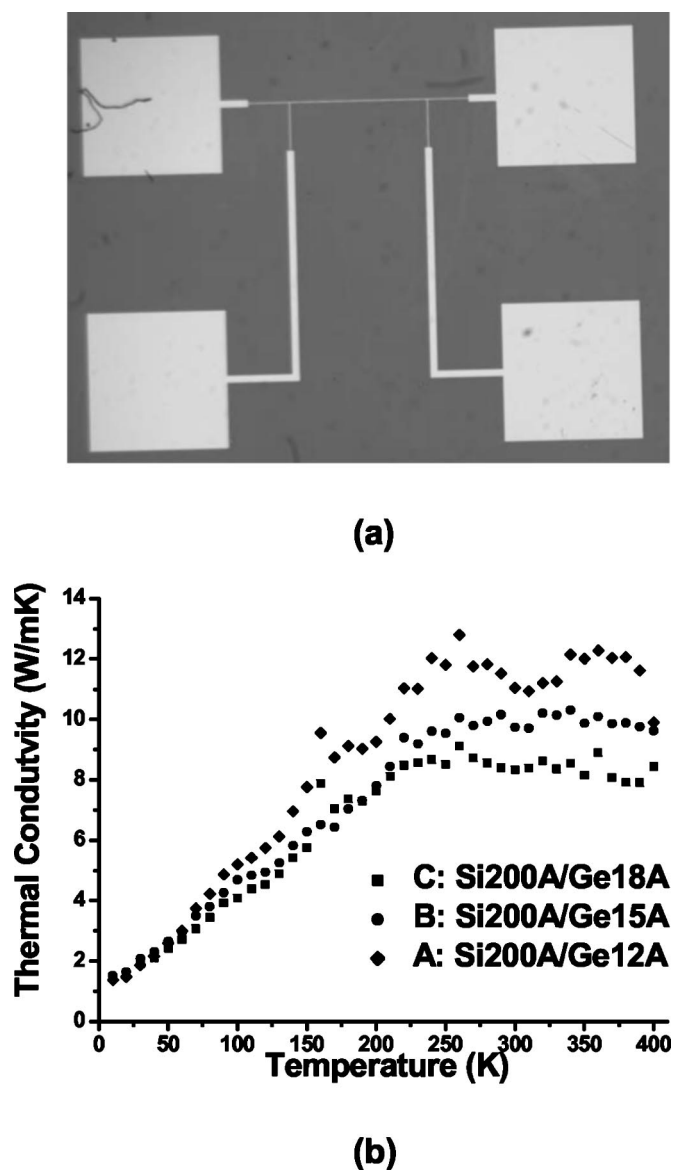 (a)
Thermal Condutvity (W/mK)
14
12
10
8
6
4
2
0
0 50 100 150 200 250 300 350 400
C: Si200A/Ge18A
B: Si200A/Ge15A
A: Si200A/Ge12A
Temperature (K)
(b)